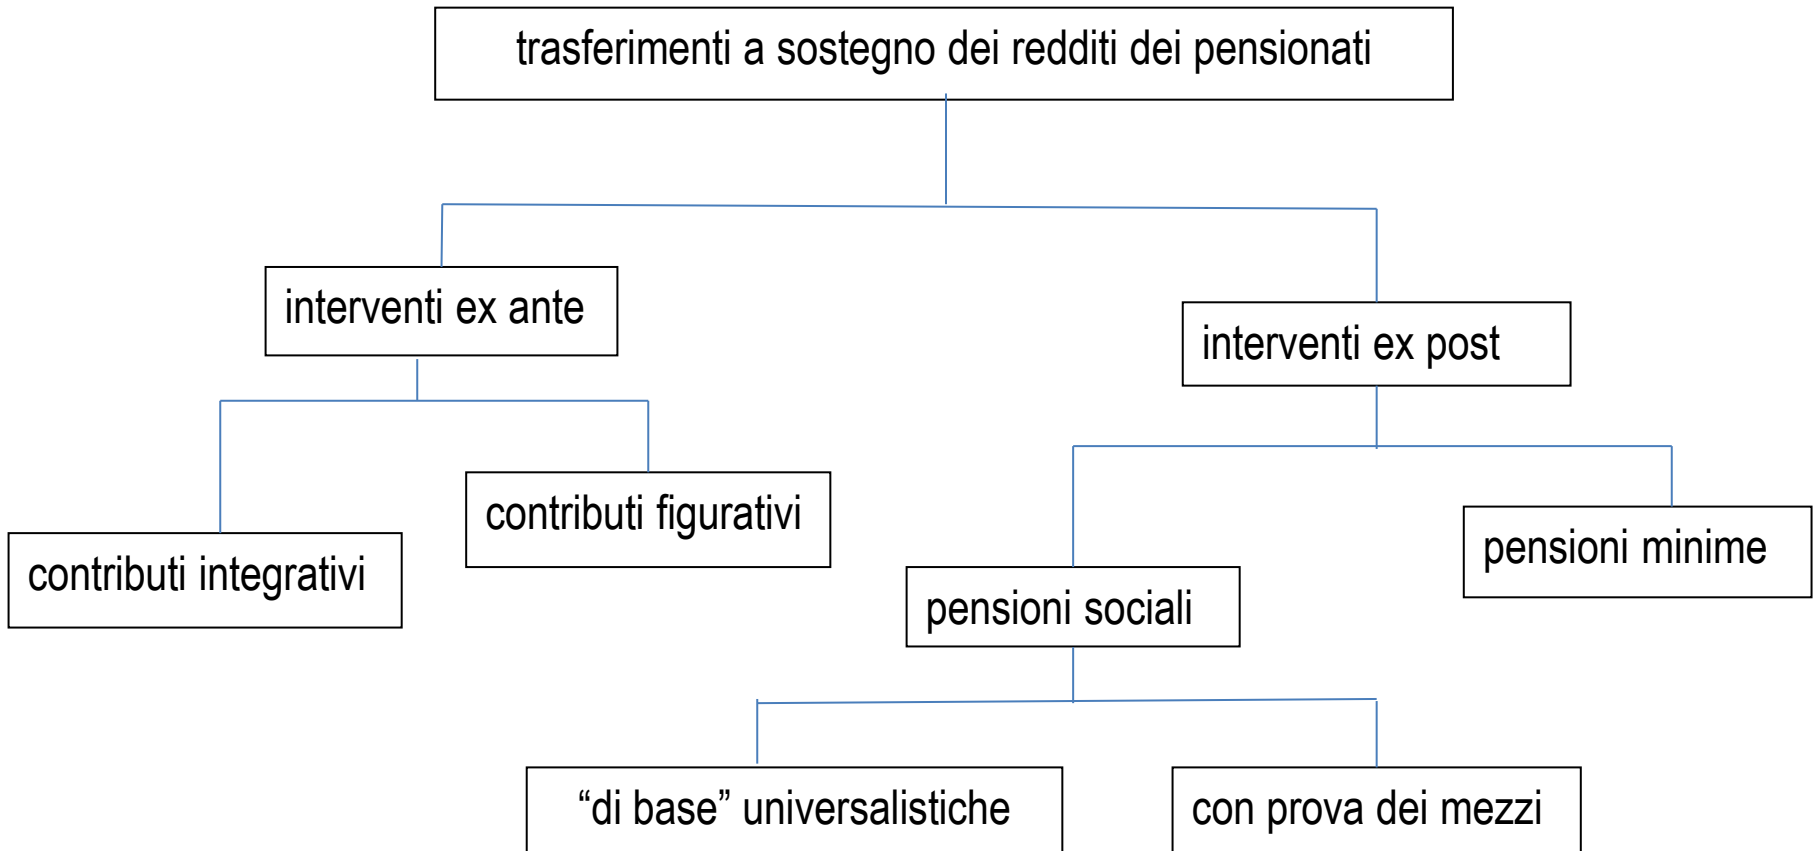 trasferimenti a sostegno dei redditi dei pensionati
interventi ex ante
interventi ex post
contributi figurativi
contributi integrativi
pensioni minime
pensioni sociali
“di base” universalistiche
con prova dei mezzi